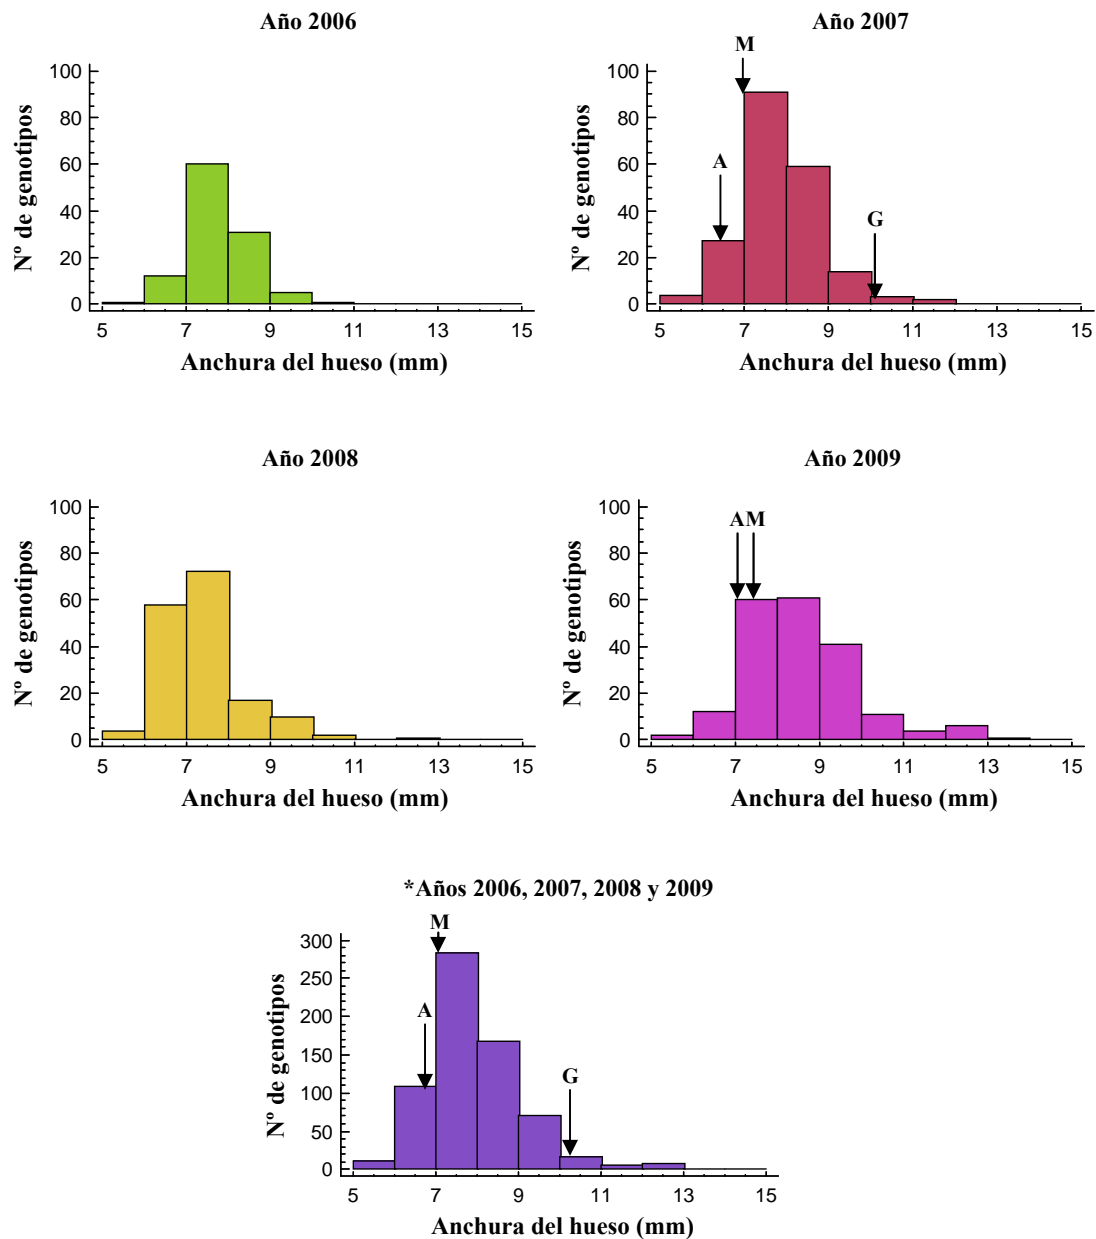 Año 2006
Nº de genotipos
100
80
60
40
20
0
5 7 9 11 13 15
Anchura del hueso (mm)
Año 2007
M
A
G
Nº de genotipos
100
80
60
40
20
0
5 7 9 11 13 15
Anchura del hueso (mm)
Año 2008
Nº de genotipos
100
80
60
40
20
0
5 7 9 11 13 15
Anchura del hueso (mm)
Año 2009
A M
Nº de genotipos
100
80
60
40
20
0
5 7 9 11 13 15
Anchura del hueso (mm)
*Años 2006, 2007, 2008 y 2009
M
A
G
Nº de genotipos
300
250
200
150
100
50
0
5 7 9 11 13 15
Anchura del hueso (mm)